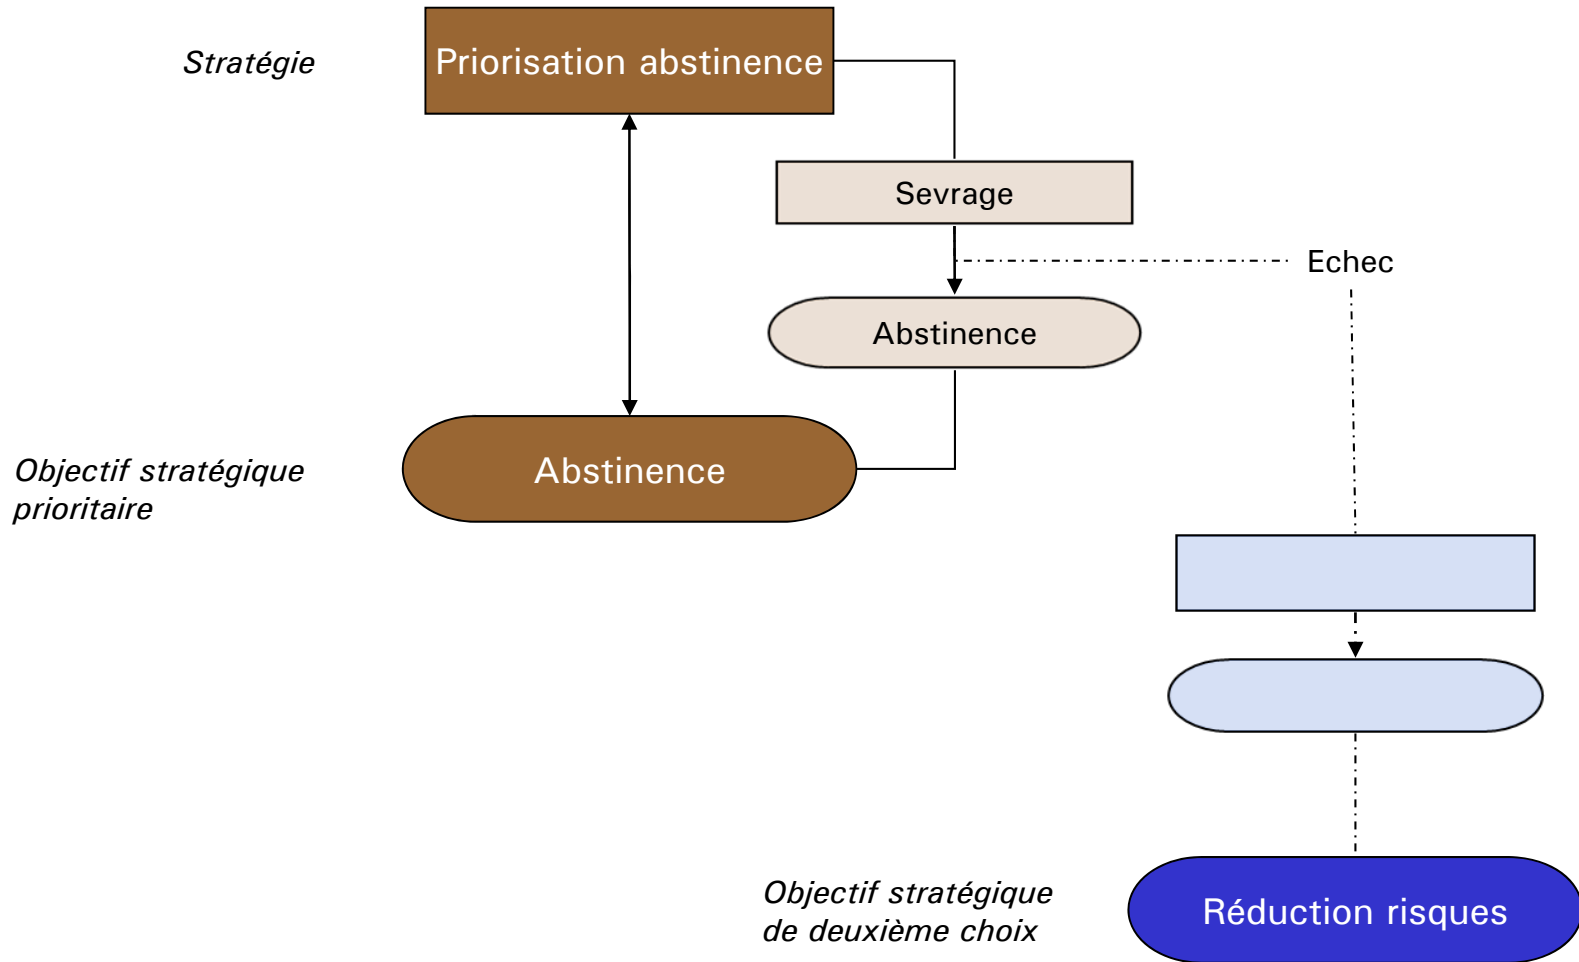 Stratégie
Priorisation abstinence
Sevrage
Echec
Abstinence
Objectif stratégique
prioritaire
Abstinence
Objectif stratégique
de deuxième choix
Réduction risques